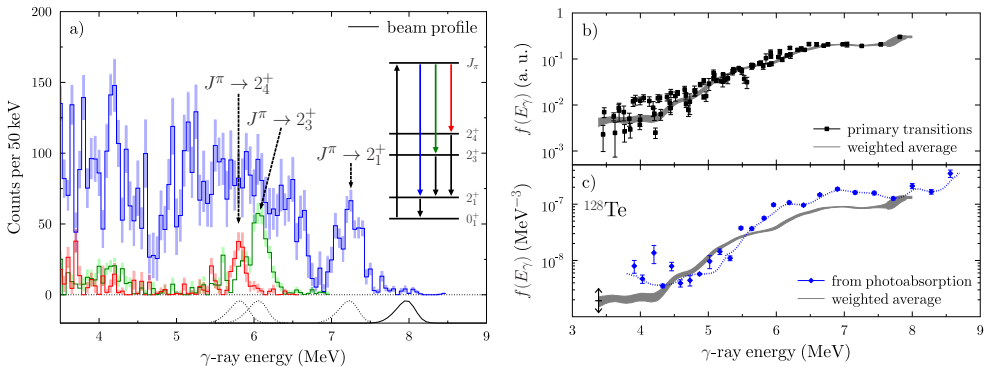 a)
beam profile
J^π → 2_4^+
J^π → 2_3^+
J^π → 2_1^+
J_π
2_4^+
2_3^+
2_1^+
0_1^+
Counts per 50 keV
200
150
100
50
0
4 5 6 7 8 9
γ-ray energy (MeV)
b)
f(E_γ) (a. u.)
10^-1
10^-2
10^-3
primary transitions
weighted average
c)
^128Te
f(E_γ) (MeV^−3)
10^-7
10^-8
from photoabsorption
weighted average
3 4 5 6 7 8 9
γ-ray energy (MeV)